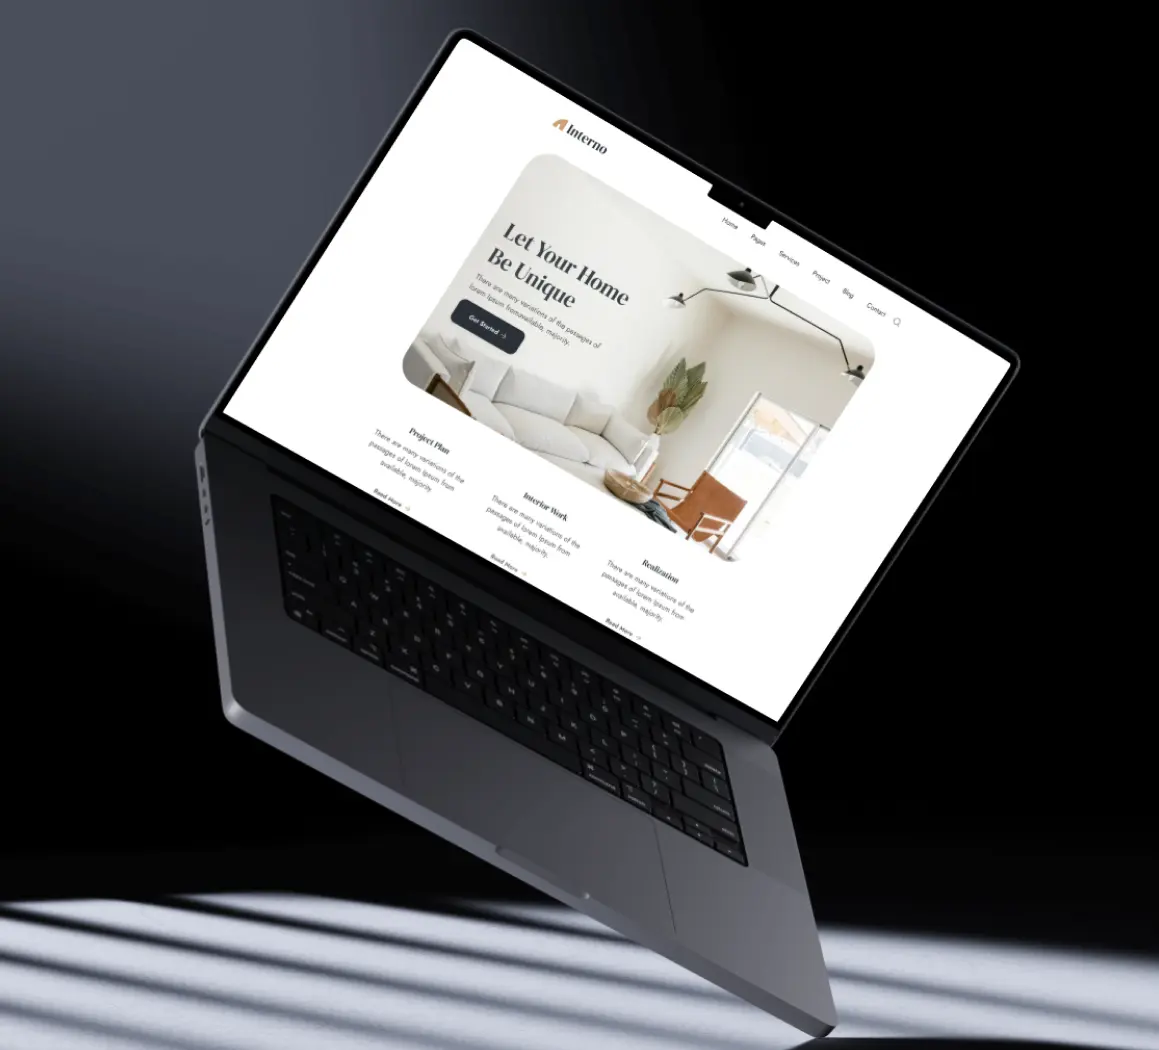 Interno
Home
Pages
Services
Project
Blog
Contact
Let Your Home
Be Unique
There are many variations of the passages of
lorem Ipsum fromavailable, majority.
Get Started
Project Plan
There are many variations of the
passages of lorem Ipsum from
available, majority.
Read More
Interior Work
There are many variations of the
passages of lorem Ipsum from
available, majority.
Read More
Realization
There are many variations of the
passages of lorem Ipsum from
available, majority.
Read More